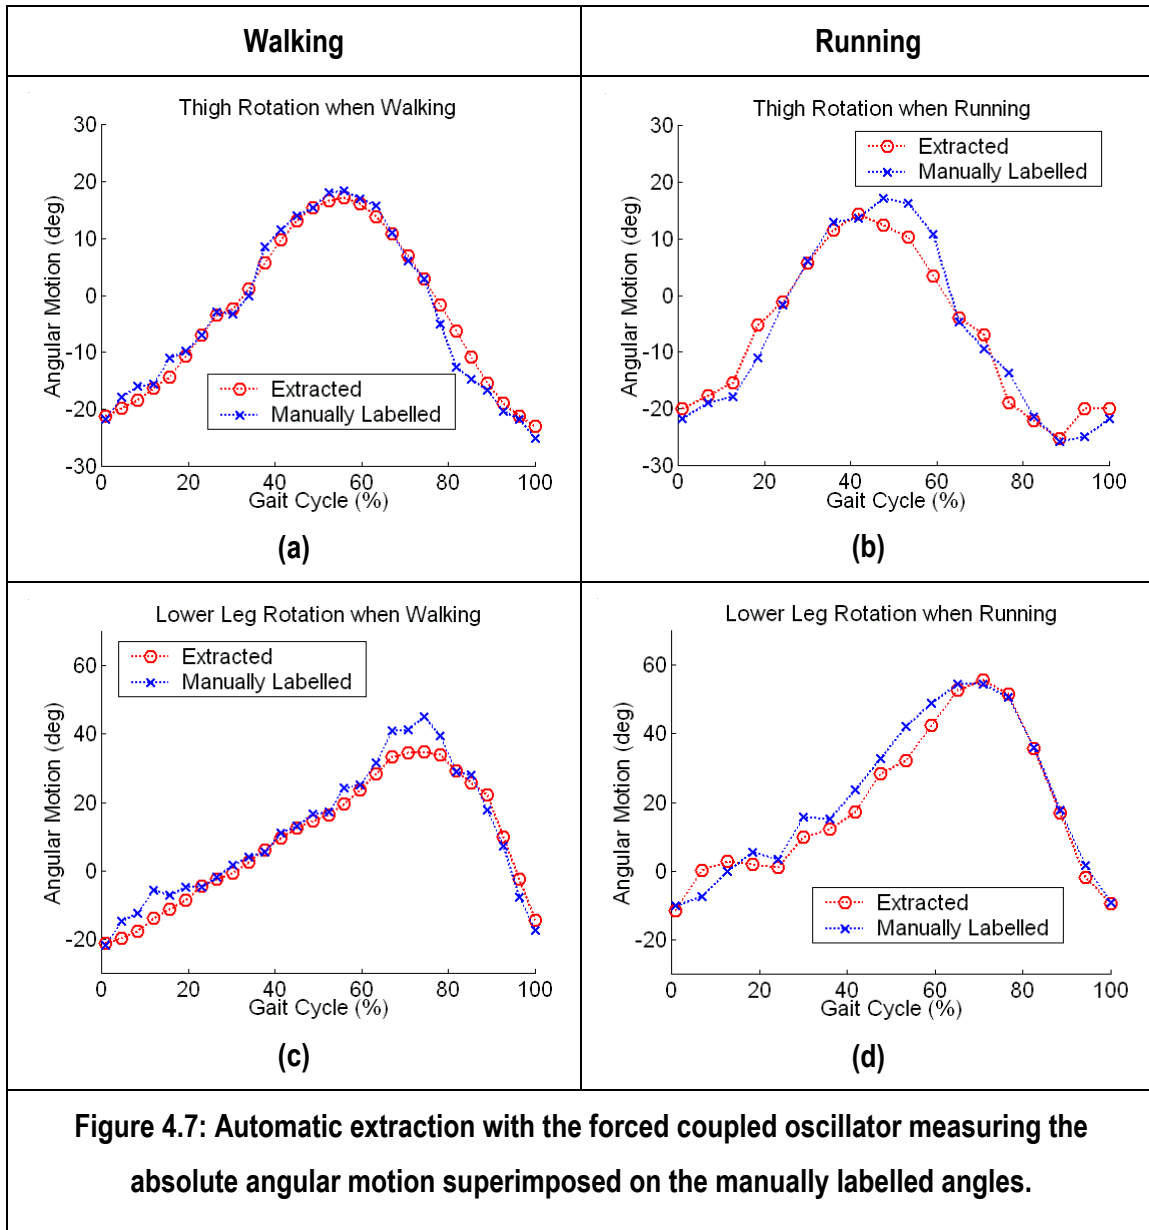 Walking
Running
Thigh Rotation when Walking
30
20
10
0
-10
-20
-30
Angular Motion (deg)
Extracted
Manually Labelled
0
20
40
60
80
100
Gait Cycle (%)
(a)
Thigh Rotation when Running
30
20
10
0
-10
-20
-30
Angular Motion (deg)
Extracted
Manually Labelled
0
20
40
60
80
100
Gait Cycle (%)
(b)
Lower Leg Rotation when Walking
60
40
20
0
-20
Angular Motion (deg)
Extracted
Manually Labelled
0
20
40
60
80
100
Gait Cycle (%)
(c)
Lower Leg Rotation when Running
60
40
20
0
-20
Angular Motion (deg)
Extracted
Manually Labelled
0
20
40
60
80
100
Gait Cycle (%)
(d)
Figure 4.7: Automatic extraction with the forced coupled oscillator measuring the
absolute angular motion superimposed on the manually labelled angles.